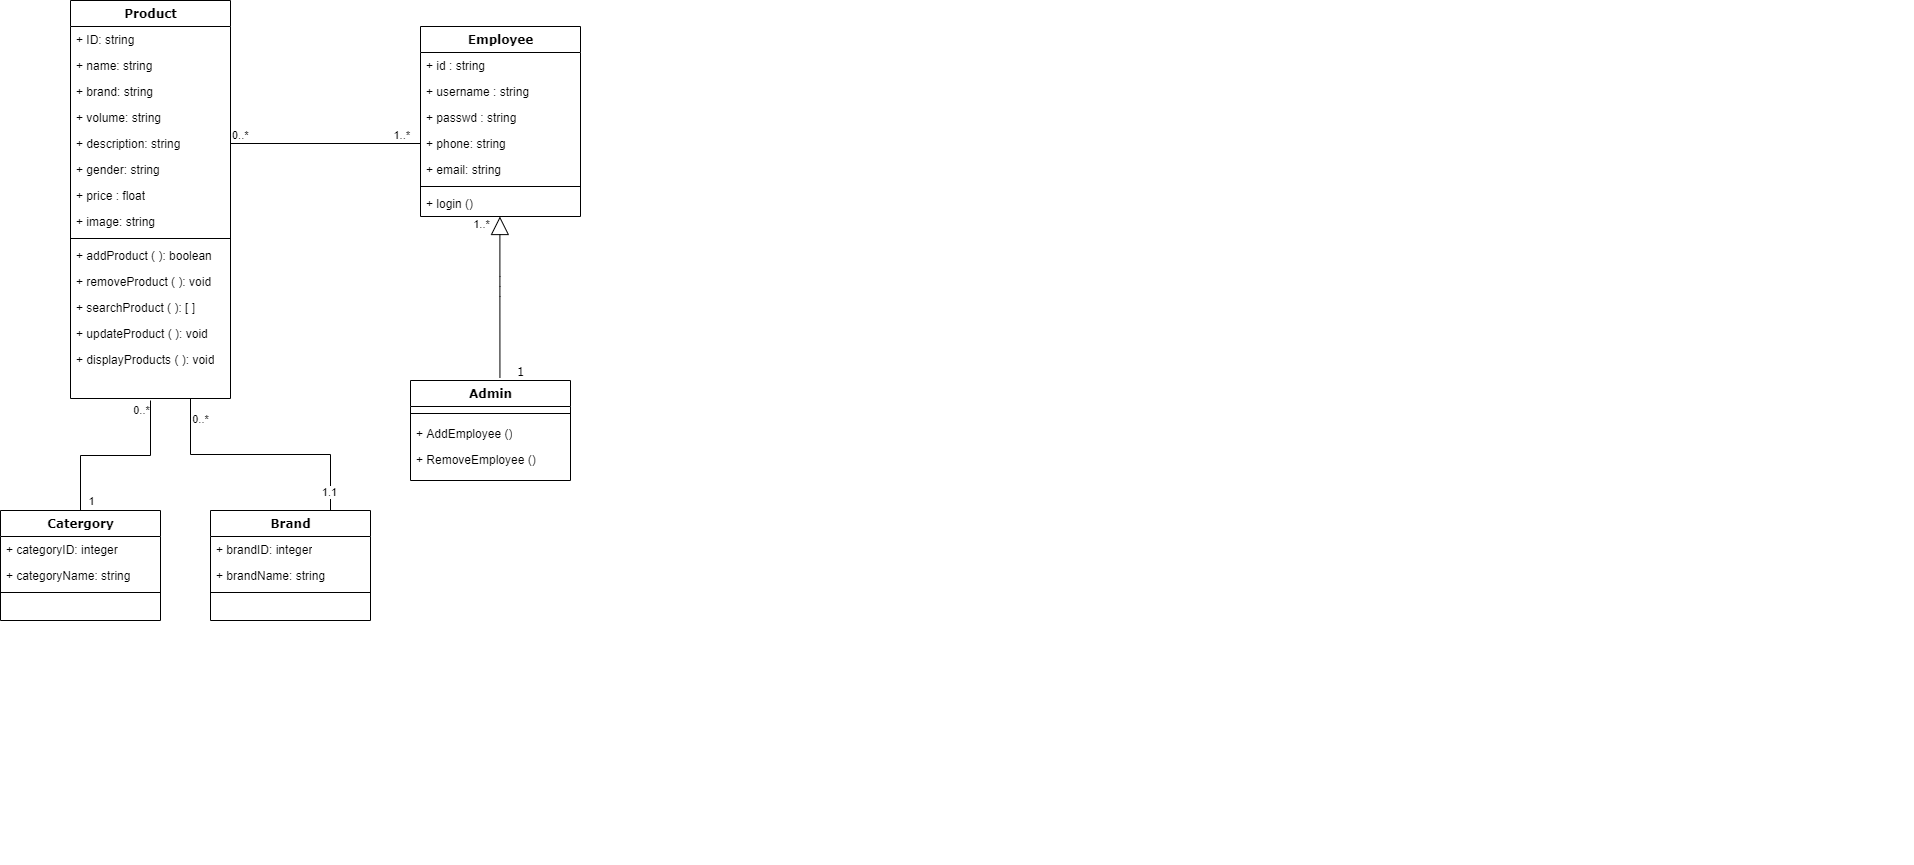 Product
+ ID: string
+ name: string
+ brand: string
+ volume: string
+ description: string
+ gender: string
+ price : float
+ image: string
+ addProduct ( ): boolean
+ removeProduct ( ): void
+ searchProduct ( ): [ ]
+ updateProduct ( ): void
+ displayProducts ( ): void
0..*
1..*
Employee
+ id : string
+ username : string
+ passwd : string
+ phone: string
+ email: string
+ login ()
1..*
1
Admin
+ AddEmployee ()
+ RemoveEmployee ()
0..*
0..*
1
1.1
Catergory
+ categoryID: integer
+ categoryName: string
Brand
+ brandID: integer
+ brandName: string